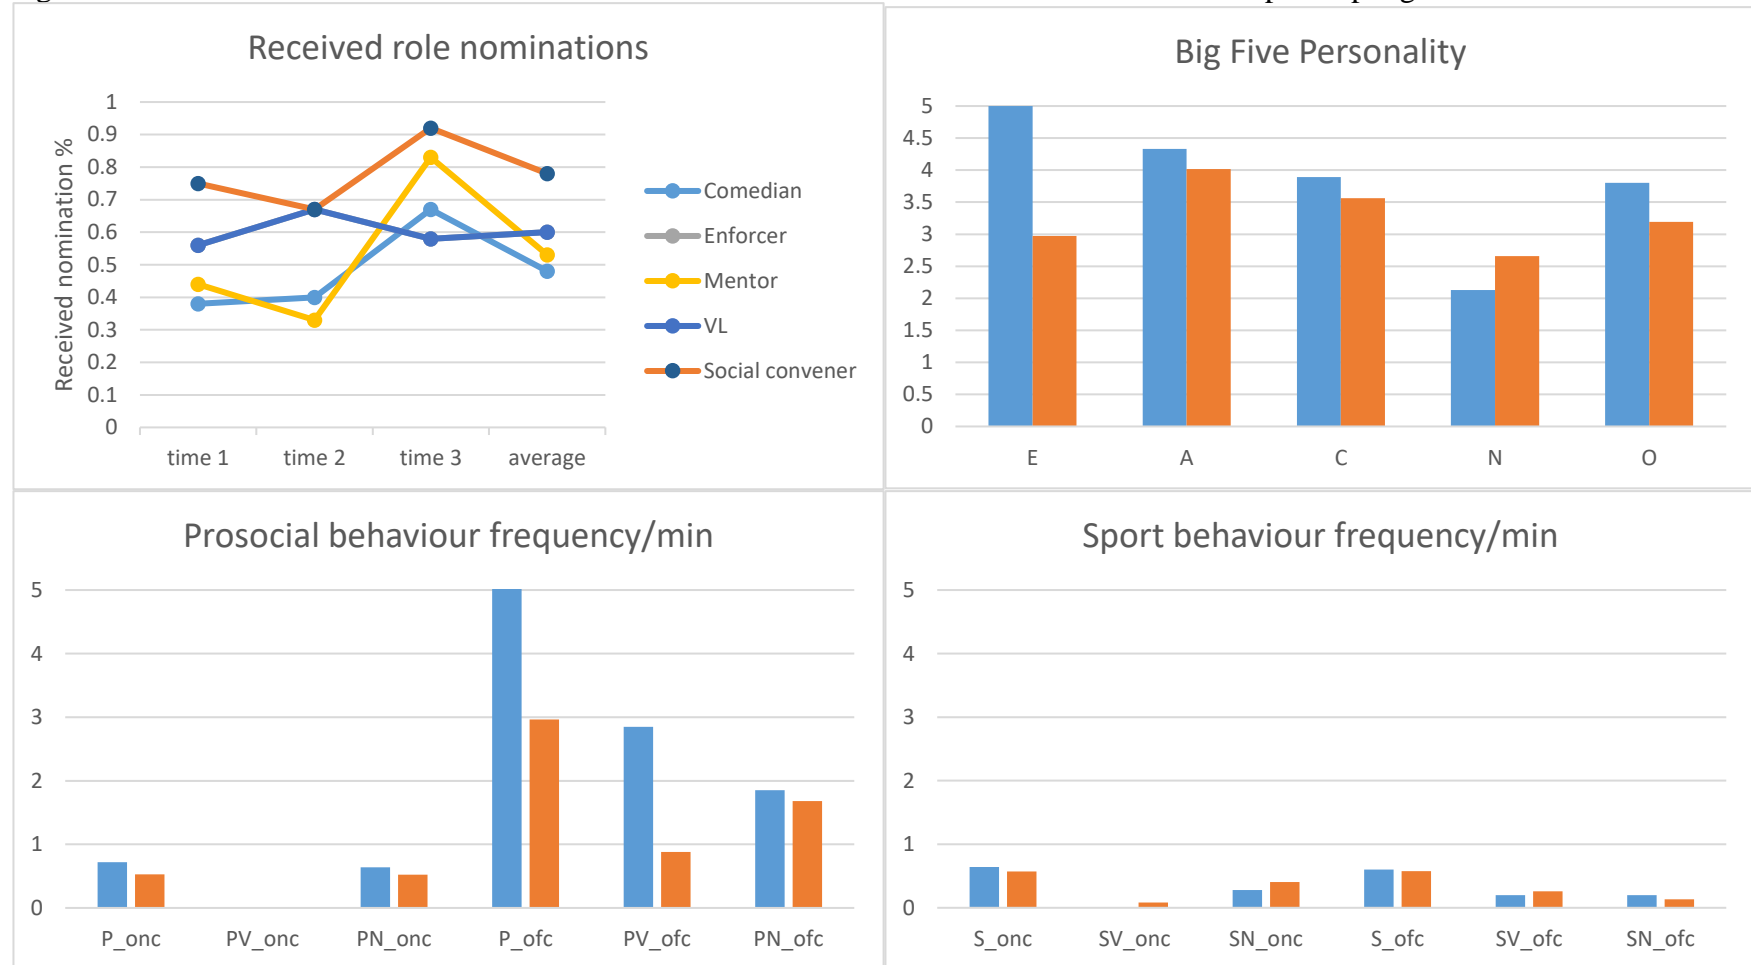 Received role nominations
Received nomination %
1
0.9
0.8
0.7
0.6
0.5
0.4
0.3
0.2
0.1
0
time 1 time 2 time 3 average
Comedian
Enforcer
Mentor
VL
Social convener
Big Five Personality
5
4.5
4
3.5
3
2.5
2
1.5
1
0.5
0
E A C N O
Prosocial behaviour frequency/min
5
4
3
2
1
0
P_onc PV_onc PN_onc P_ofc PV_ofc PN_ofc
Sport behaviour frequency/min
5
4
3
2
1
0
S_onc SV_onc SN_onc S_ofc SV_ofc SN_ofc